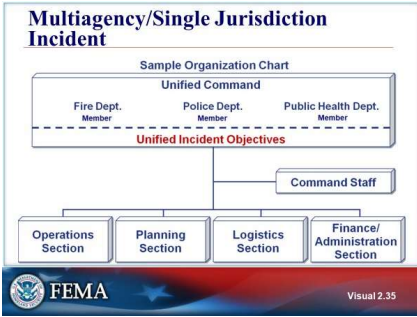 Multiagency/Single Jurisdiction
Incident
Sample Organization Chart
Unified Command
Fire Dept. Police Dept. Public Health Dept.
Member Member Member
Unified Incident Objectives
Command Staff
Operations
Section
Planning
Section
Logistics
Section
Finance/
Administration
Section
FEMA
Visual 2.35